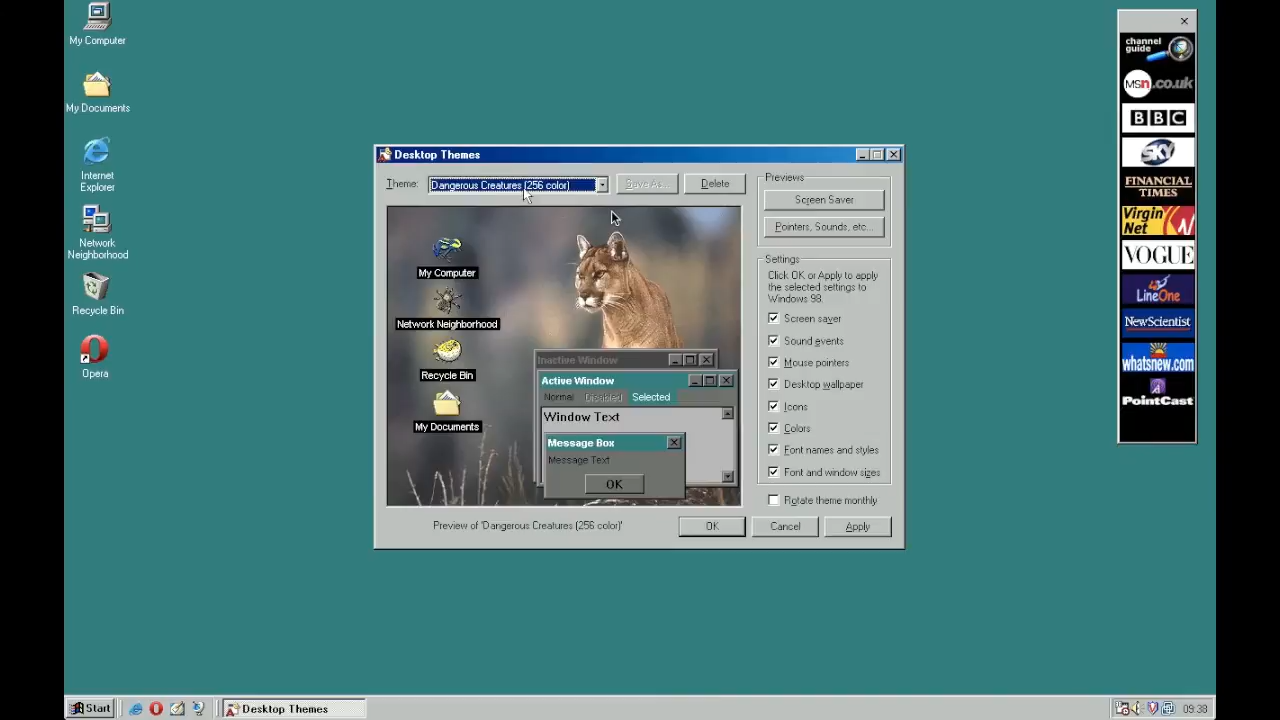 My Computer
My Documents
Internet
Explorer
Network
Neighborhood
Recycle Bin
Opera
Desktop Themes
Theme:
Dangerous Creatures (256 color)
Save As...
Delete
My Computer
Network Neighborhood
Recycle Bin
My Documents
Inactive Window
Active Window
Normal Disabled Selected
Window Text
Message Box
Message Text
OK
Preview of 'Dangerous Creatures (256 color)'
Previews
Screen Saver
Pointers, Sounds, etc...
Settings
Click OK or Apply to apply
the selected settings to
Windows 98.
Screen saver
Sound events
Mouse pointers
Desktop wallpaper
Icons
Colors
Font names and styles
Font and window sizes
Rotate theme monthly
OK
Cancel
Apply
channel
guide
msn.co.uk
BBC
SKY
FINANCIAL
TIMES
Virgin
Net
VOGUE
LineOne
NewScientist
whatsnew.com
PointCast
Start
Desktop Themes
09:38